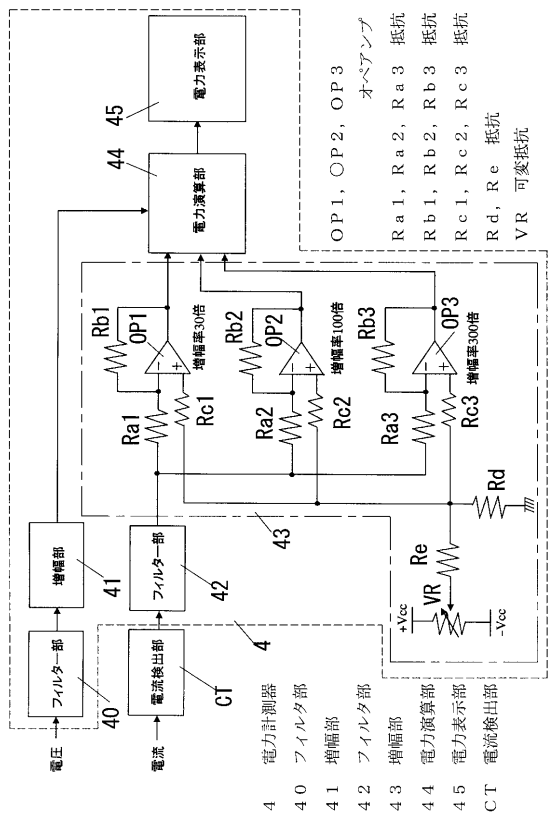 電圧
フィルター部
40
増幅部
41
電流
電流検出部
CT
フィルター部
42
4
43
Ra1
Rb1
Rc1
OP1
増幅率30倍
Ra2
Rb2
Rc2
OP2
増幅率100倍
Ra3
Rb3
Rc3
OP3
増幅率300倍
+Vcc
VR
-Vcc
Re
Rd
電力演算部
44
電力表示部
45
4 電力計測器
40 フィルタ部
41 増幅部
42 フィルタ部
43 増幅部
44 電力演算部
45 電力表示部
CT 電流検出部
OP1, OP2, OP3
オペアンプ
Ra1, Ra2, Ra3 抵抗
Rb1, Rb2, Rb3 抵抗
Rc1, Rc2, Rc3 抵抗
Rd, Re 抵抗
VR 可変抵抗